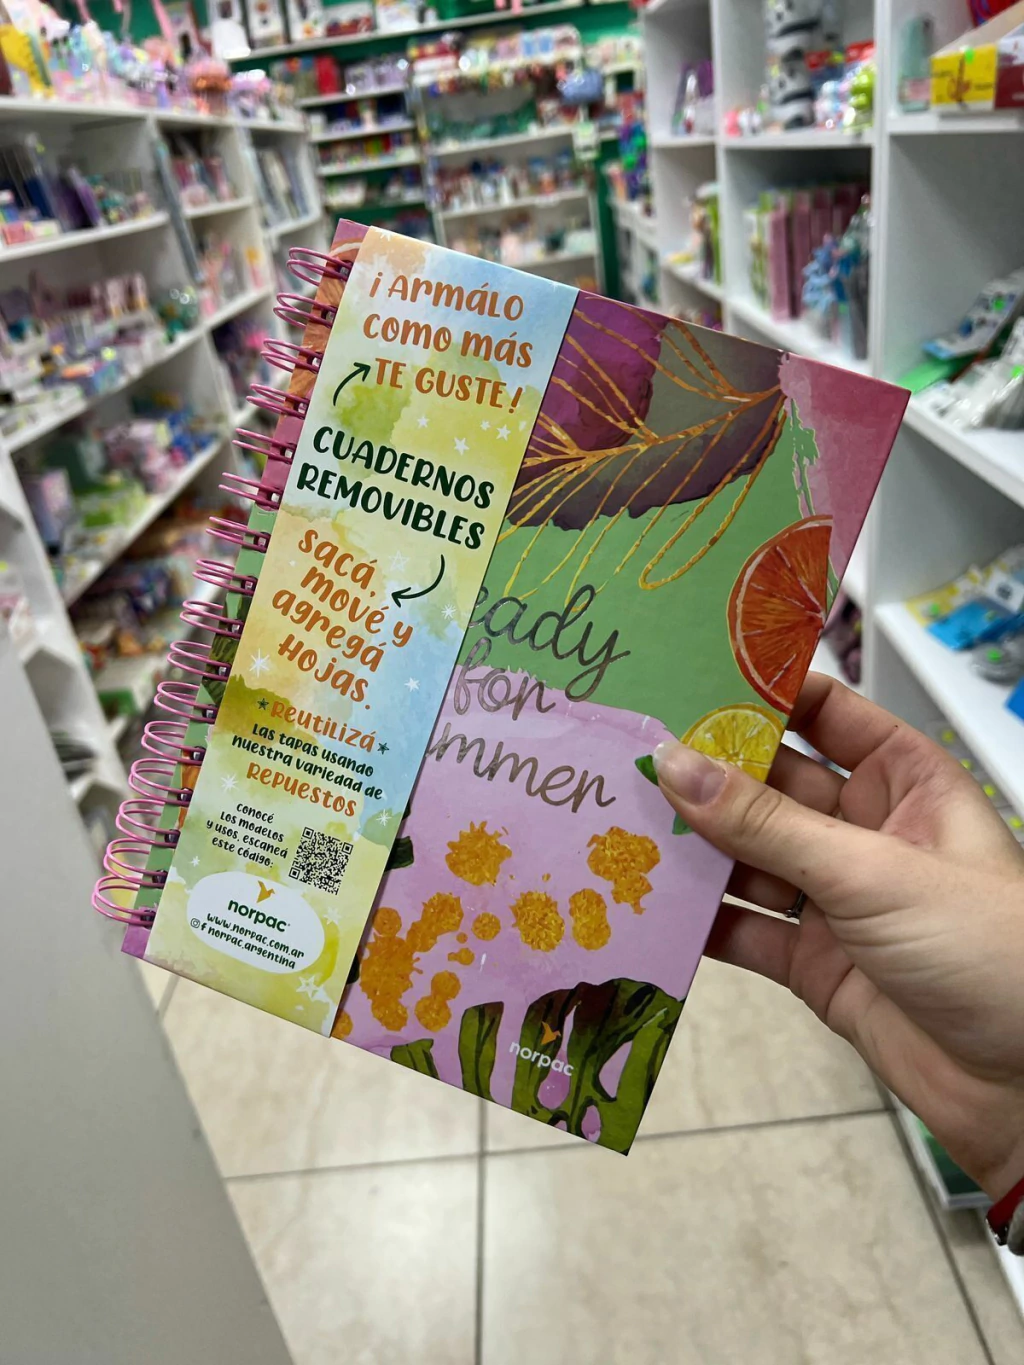 ¡Armálo
como más
te guste!
CUADERNOS
REMOVIBLES
sacá,
mové y
agregá
hojas.
Reutilizá
Las tapas usando
nuestra variedad de
Repuestos
conocé
Los modelos
y usos, escaneá
este código:
norpac
www.norpac.com.ar
norpac.argentina
eady
for
ummer
norpac